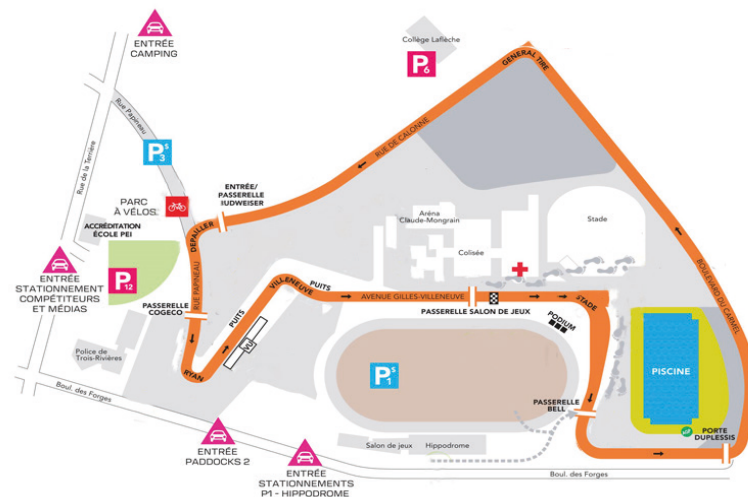 ENTRÉE
CAMPING
Collège Laflèche
P6
GENERAL TIRE
Rue Papineau
RUE DE CALONNE
P3 $
Rue de la Terrière
ENTRÉE/
PASSERELLE
IUDWEISER
PARC
À VÉLOS
ACCRÉDITATION
ÉCOLE PEI
DEPAILLER
Aréna
Claude-Mongrain
Colisée
Stade
BOULEVARD DU CARMEL
P12
ENTRÉE
STATIONNEMENT
COMPÉTITEURS
ET MÉDIAS
RUE PAPINEAU
PASSERELLE
COGECO
VILLENEUVE
PUITS
PUITS
AVENUE GILLES-VILLENEUVE
STADE
PASSERELLE SALON DE JEUX
PODIUM
Police de
Trois-Rivières
RYAN
P1 $
PISCINE
PASSERELLE
BELL
PORTE
DUPLESSIS
Boul. des Forges
Salon de jeux
Hippodrome
ENTRÉE
PADDOCKS 2
ENTRÉE
STATIONNEMENTS
P1 - HIPPODROME
Boul. des Forges